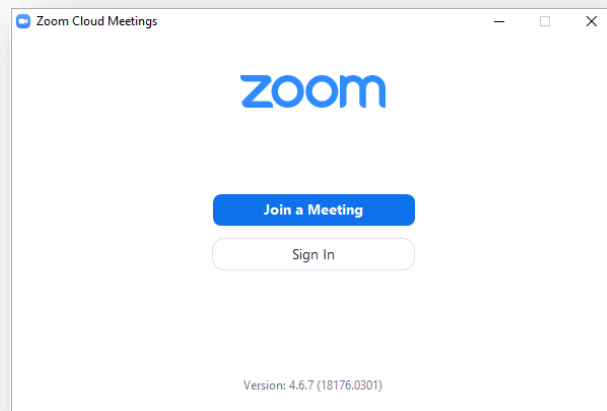 Zoom Cloud Meetings
zoom
Join a Meeting
Sign In
Version: 4.6.7 (18176.0301)